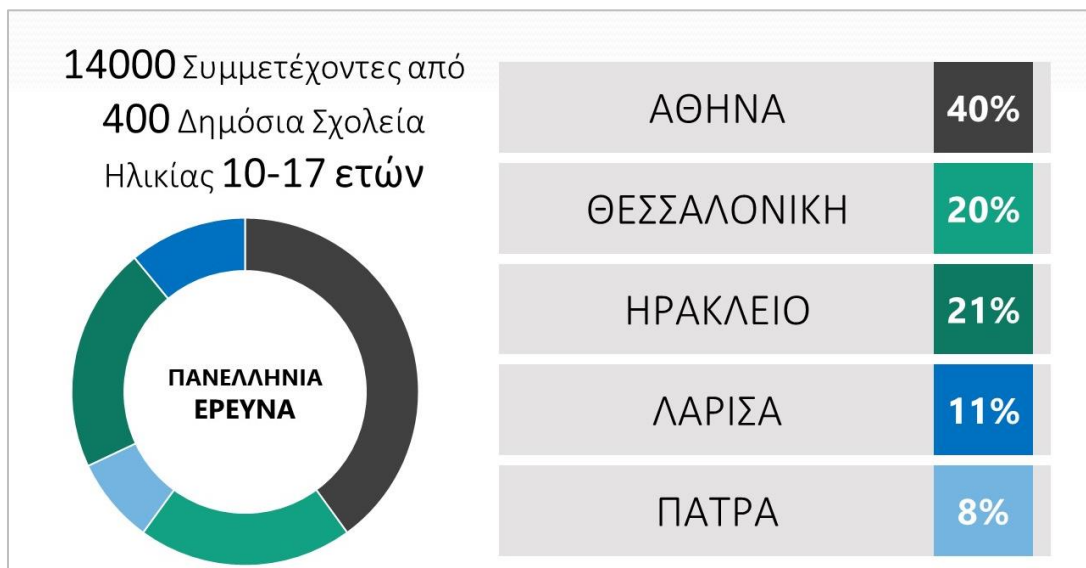 14000 Συμμετέχοντες από
400 Δημόσια Σχολεία
Ηλικίας 10-17 ετών
ΠΑΝΕΛΛΗΝΙΑ
ΕΡΕΥΝΑ
ΑΘΗΝΑ 40%
ΘΕΣΣΑΛΟΝΙΚΗ 20%
ΗΡΑΚΛΕΙΟ 21%
ΛΑΡΙΣΑ 11%
ΠΑΤΡΑ 8%